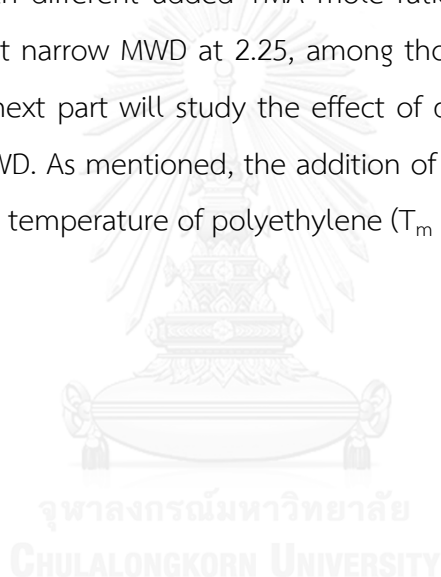 different added TMA mole ratio
t narrow MWD at 2.25, among tho
next part will study the effect of c
WD. As mentioned, the addition of
temperature of polyethylene (Tm
จุฬาลงกรณ์มหาวิทยาลัย
CHULALONGKORN UNIVERSITY